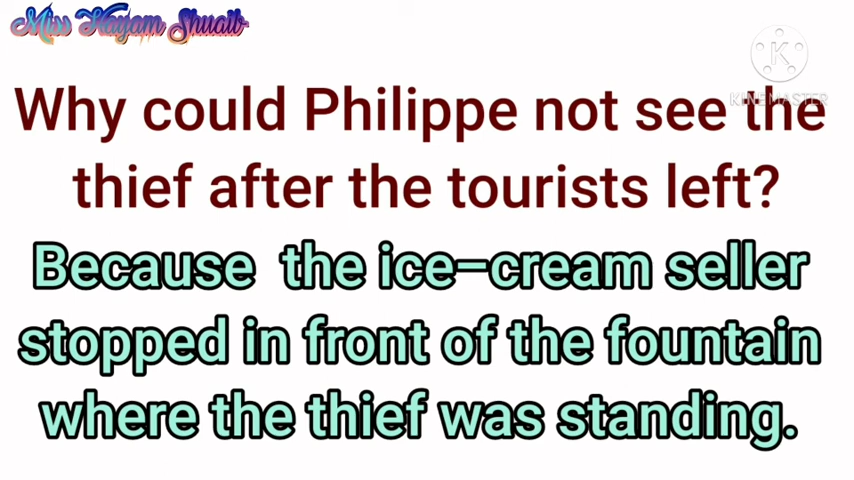 Miss Hayam Shuaib
K
KINEMASTER
Why could Philippe not see the
thief after the tourists left?
Because the ice-cream seller
stopped in front of the fountain
where the thief was standing.